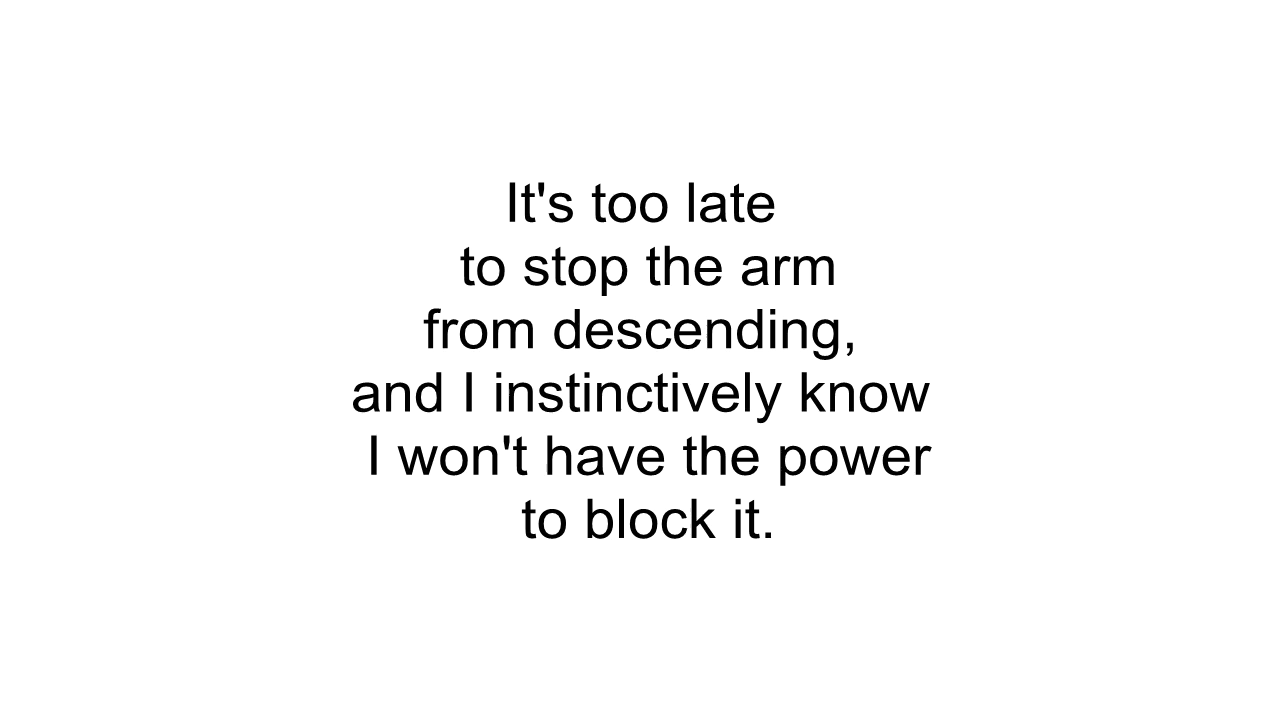 It's too late
to stop the arm
from descending,
and I instinctively know
I won't have the power
to block it.